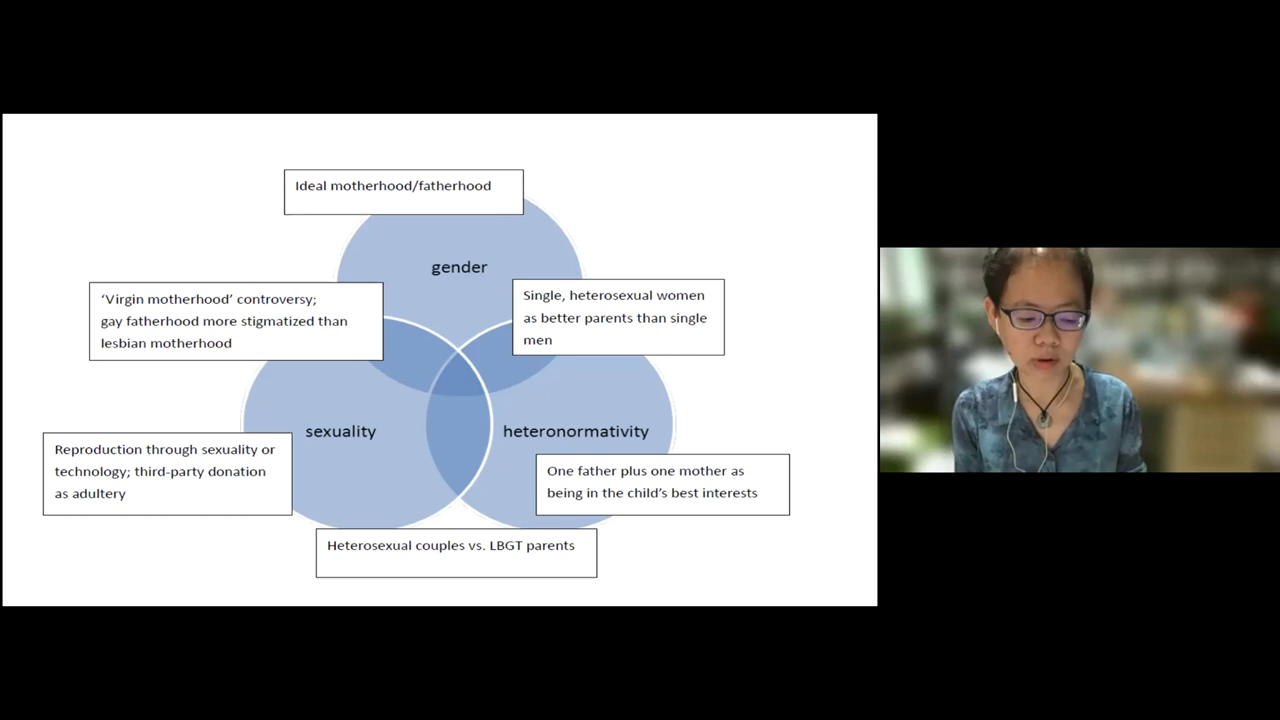 Ideal motherhood/fatherhood
gender
‘Virgin motherhood’ controversy;
gay fatherhood more stigmatized than
lesbian motherhood
Single, heterosexual women
as better parents than single
men
sexuality
heteronormativity
Reproduction through sexuality or
technology; third-party donation
as adultery
One father plus one mother as
being in the child’s best interests
Heterosexual couples vs. LBGT parents